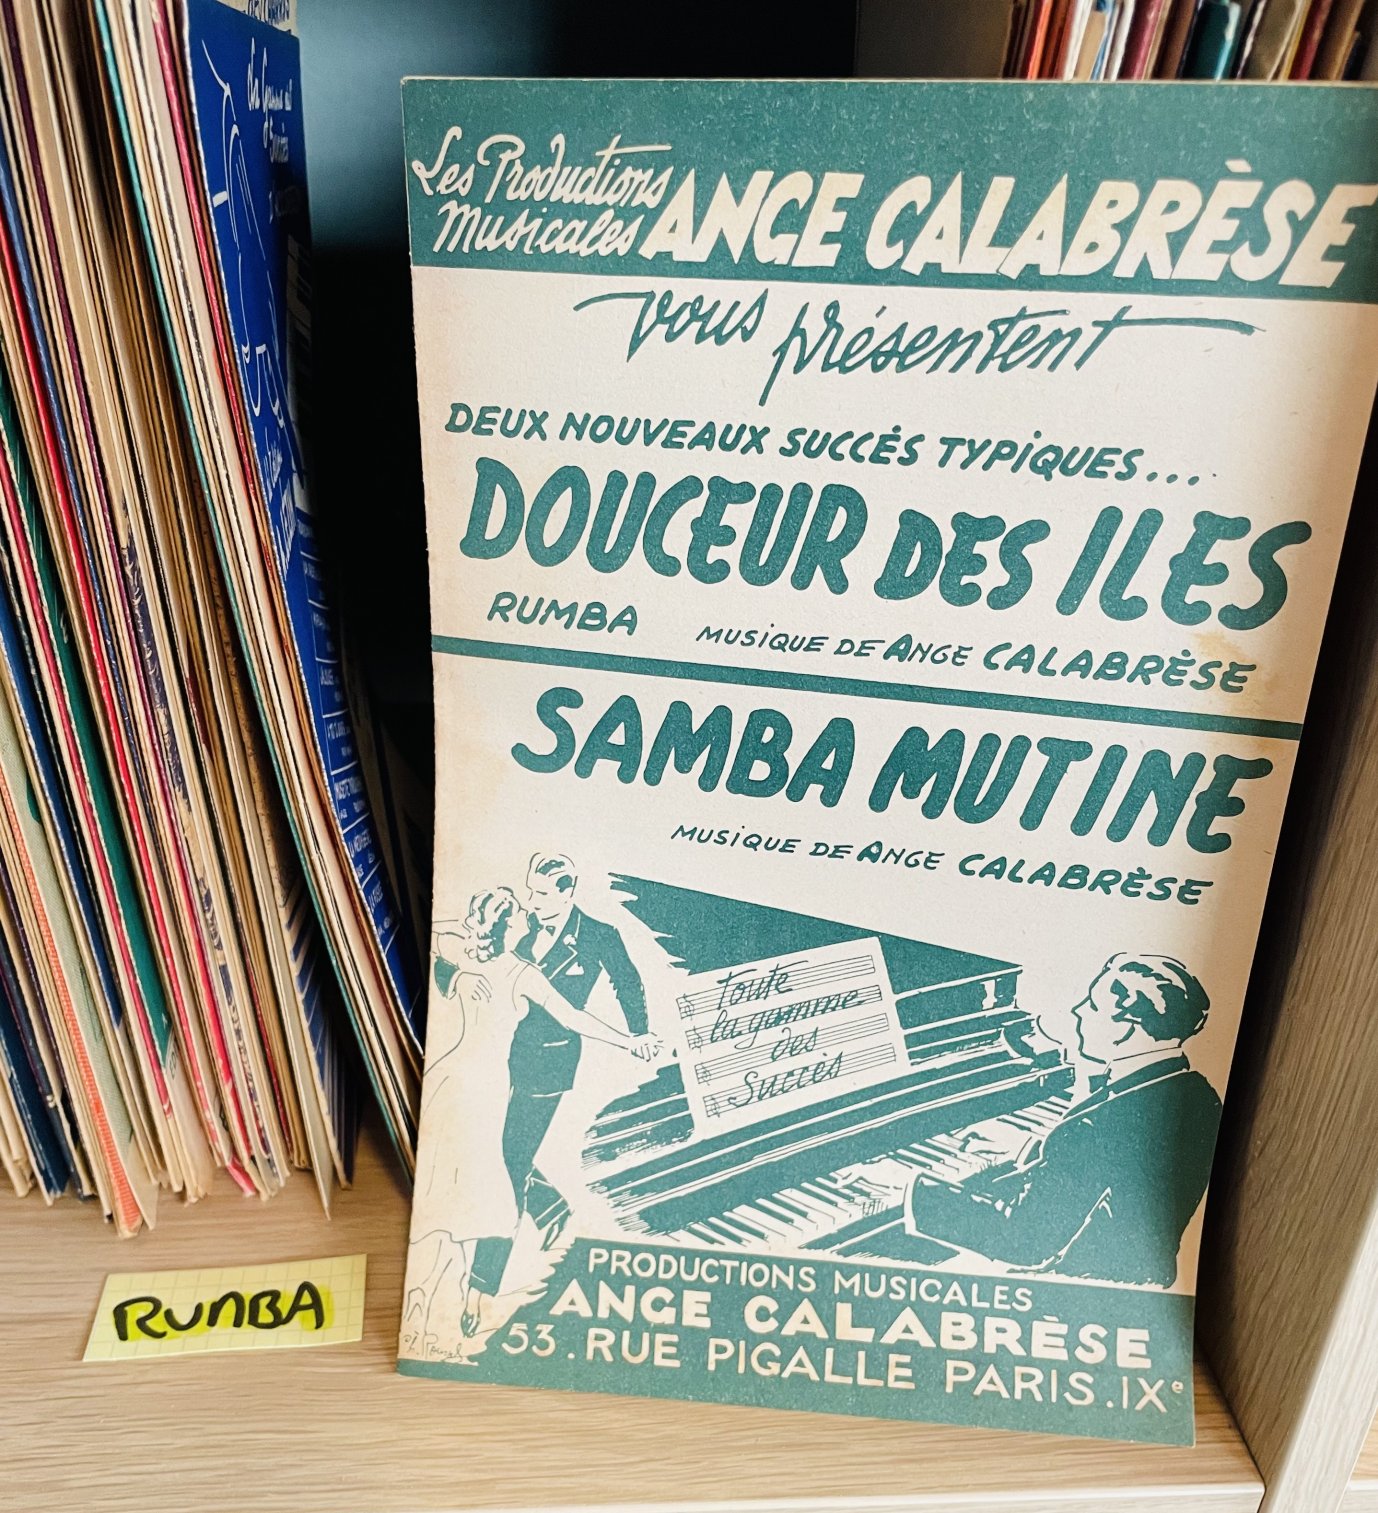 Les Productions
Musicales ANGE CALABRÈSE
vous présentent
DEUX NOUVEAUX SUCCÉS TYPIQUES...
DOUCEUR DES ILES
RUMBA MUSIQUE DE ANGE CALABRÈSE
SAMBA MUTINE
MUSIQUE DE ANGE CALABRÈSE
toute
la gamme
des
Succès
PRODUCTIONS MUSICALES
ANGE CALABRÈSE
53. RUE PIGALLE PARIS.IXe
RUMBA